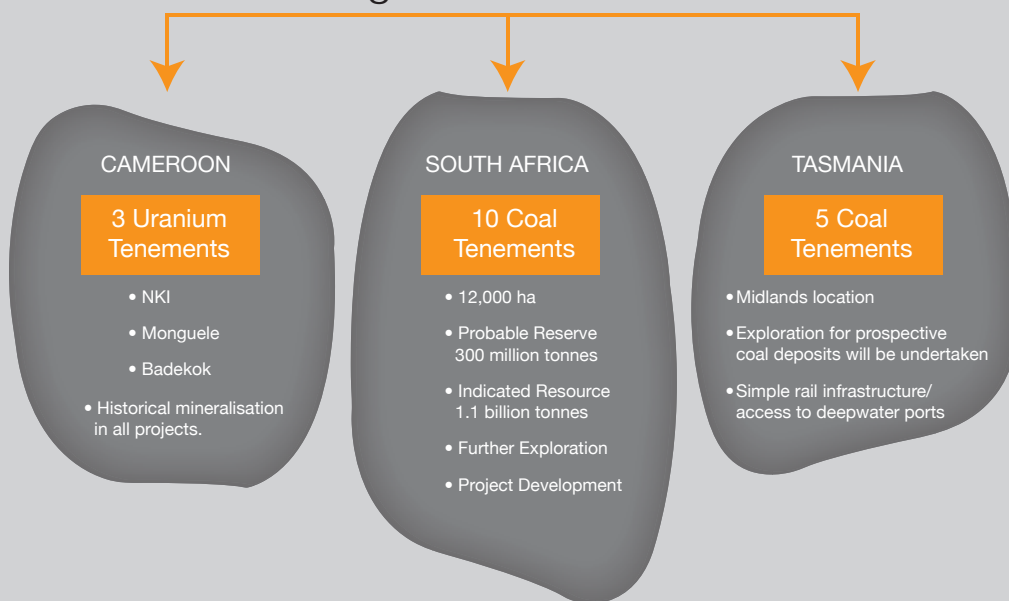 CAMEROON
3 Uranium
Tenements
• NKI
• Monguele
• Badekok
• Historical mineralisation
in all projects.
SOUTH AFRICA
10 Coal
Tenements
• 12,000 ha
• Probable Reserve
300 million tonnes
• Indicated Resource
1.1 billion tonnes
• Further Exploration
• Project Development
TASMANIA
5 Coal
Tenements
• Midlands location
• Exploration for prospective
coal deposits will be undertaken
• Simple rail infrastructure/
access to deepwater ports